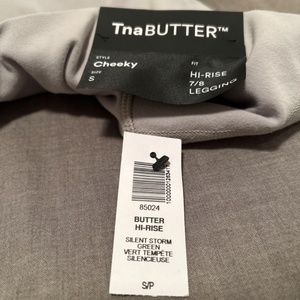 TnaBUTTER™
STYLE
Cheeky
SIZE
S
FIT
HI-RISE
7/8
LEGGING
85024
BUTTER
HI-RISE
SILENT STORM
GREEN
VERT TEMPÊTE
SILENCIEUSE
S/P